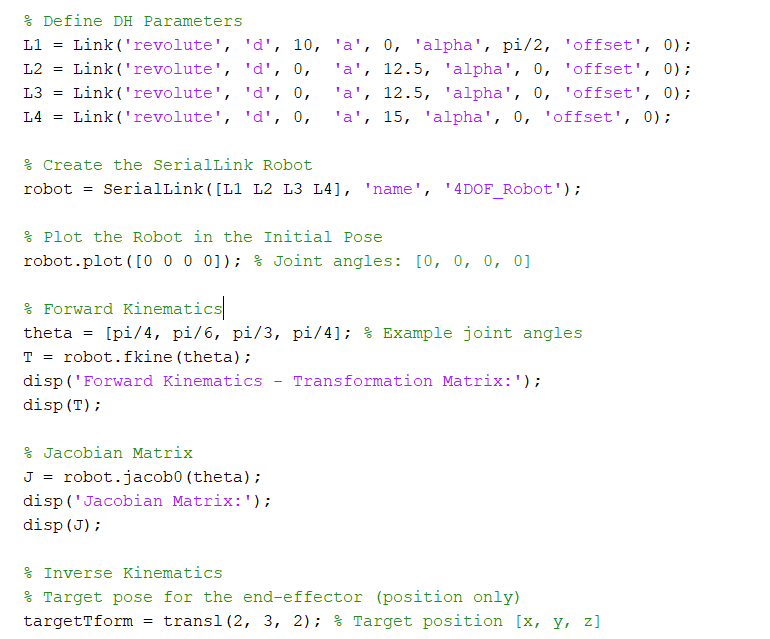 % Define DH Parameters
L1 = Link('revolute', 'd', 10, 'a', 0, 'alpha', pi/2, 'offset', 0);
L2 = Link('revolute', 'd', 0,  'a', 12.5, 'alpha', 0, 'offset', 0);
L3 = Link('revolute', 'd', 0,  'a', 12.5, 'alpha', 0, 'offset', 0);
L4 = Link('revolute', 'd', 0,  'a', 15, 'alpha', 0, 'offset', 0);
% Create the SerialLink Robot
robot = SerialLink([L1 L2 L3 L4], 'name', '4DOF_Robot');
% Plot the Robot in the Initial Pose
robot.plot([0 0 0 0]); % Joint angles: [0, 0, 0, 0]
% Forward Kinematics
theta = [pi/4, pi/6, pi/3, pi/4]; % Example joint angles
T = robot.fkine(theta);
disp('Forward Kinematics - Transformation Matrix:');
disp(T);
% Jacobian Matrix
J = robot.jacob0(theta);
disp('Jacobian Matrix:');
disp(J);
% Inverse Kinematics
% Target pose for the end-effector (position only)
targetTform = transl(2, 3, 2); % Target position [x, y, z]